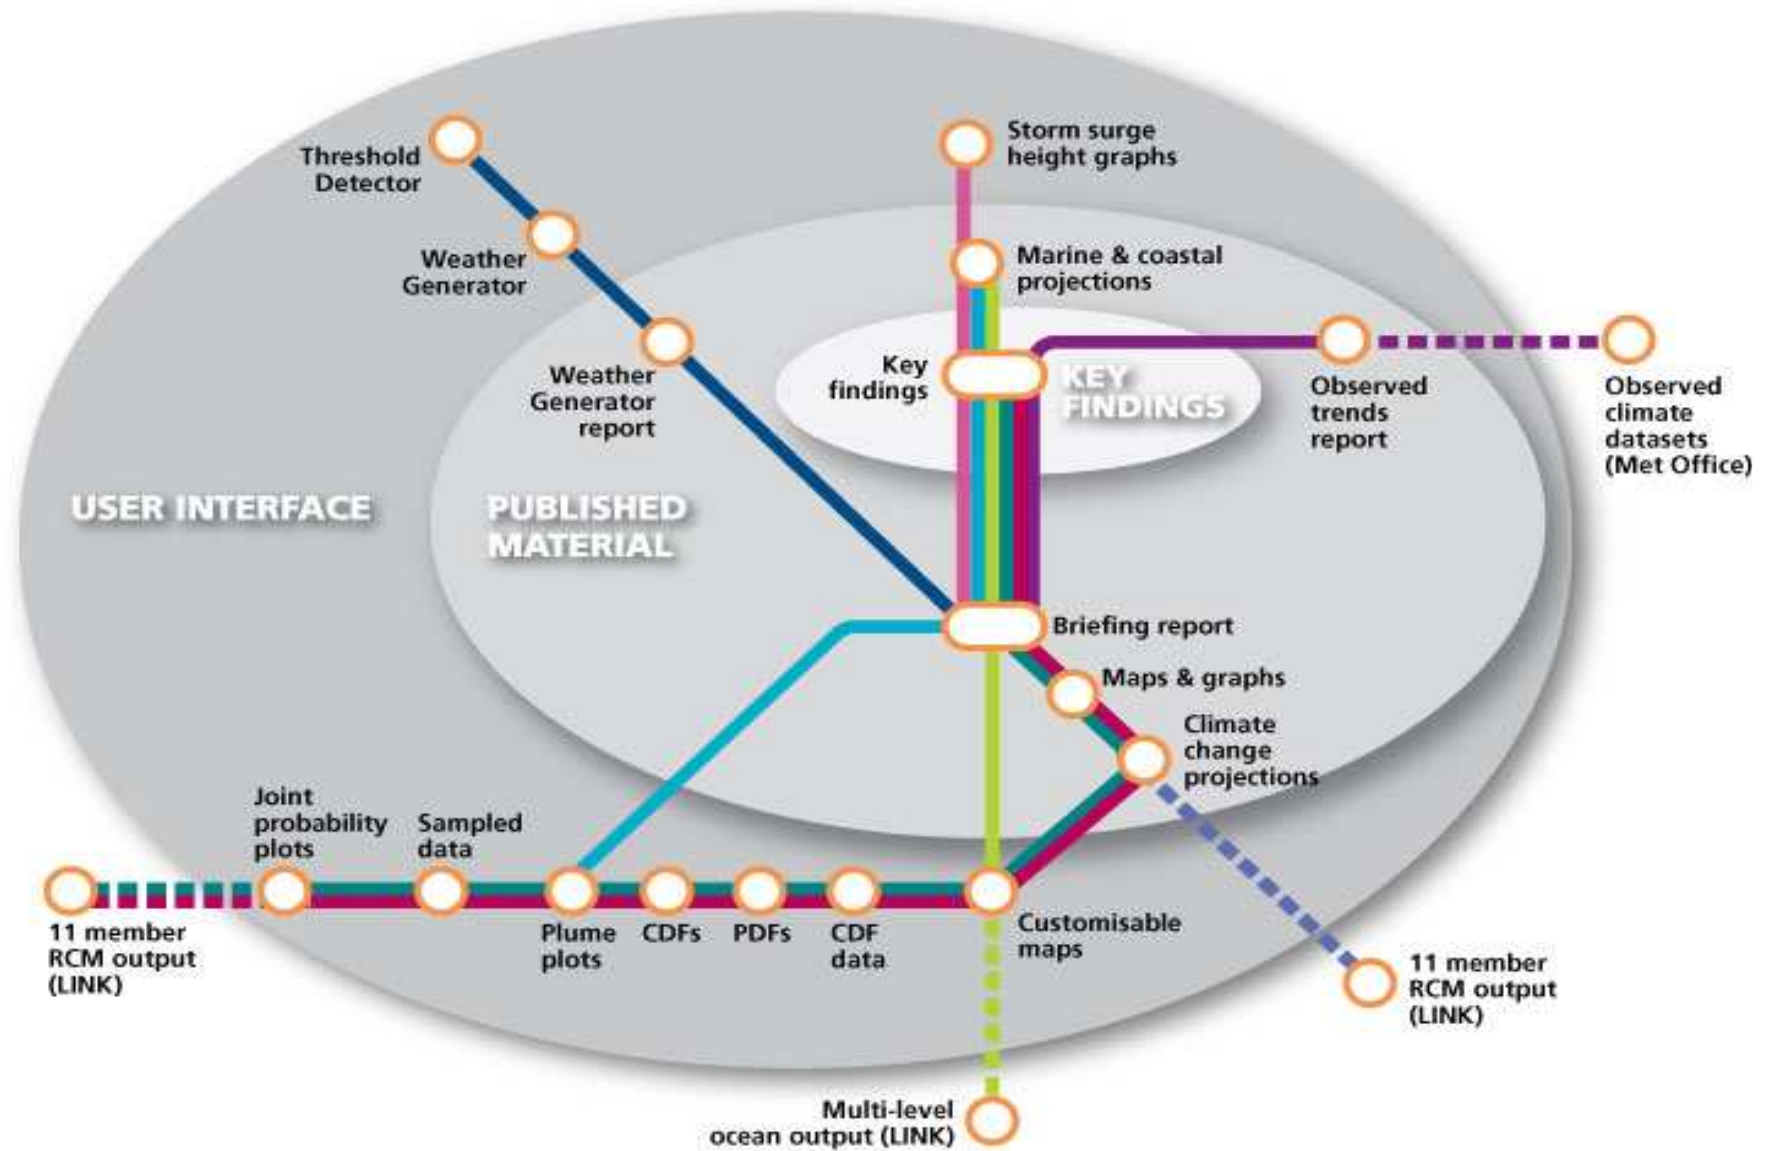 Storm surge
height graphs
Threshold
Detector
Weather
Generator
Marine & coastal
projections
Key
findings
KEY
FINDINGS
Weather
Generator
report
Observed
trends
report
Observed
climate
datasets
(Met Office)
USER INTERFACE
PUBLISHED
MATERIAL
Briefing report
Maps & graphs
Climate
change
projections
Joint
probability
plots
Sampled
data
11 member
RCM output
(LINK)
Plume
plots
CDFs
PDFs
CDF
data
Customisable
maps
11 member
RCM output
(LINK)
Multi-level
ocean output (LINK)